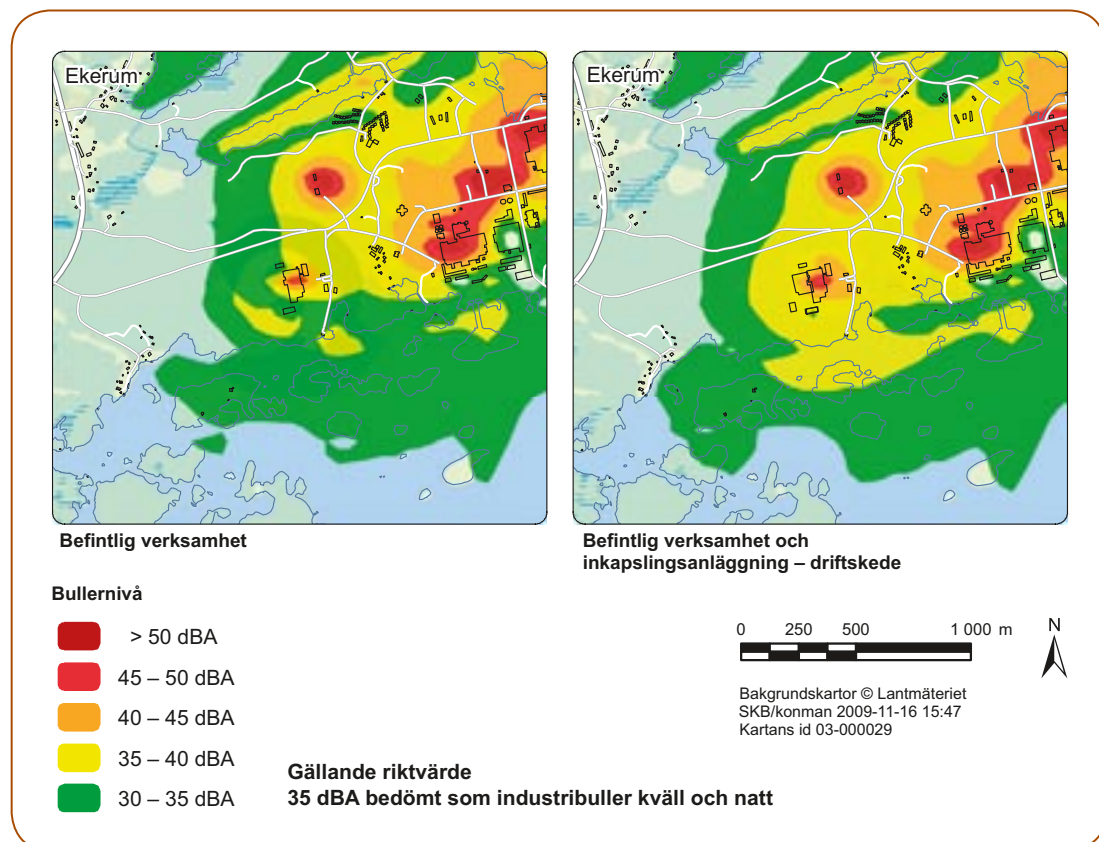 Ekerum
Ekerum
Befintlig verksamhet
Befintlig verksamhet och
inkapslingsanläggning – driftskede
Bullernivå
> 50 dBA
45 – 50 dBA
40 – 45 dBA
35 – 40 dBA
30 – 35 dBA
Gällande riktvärde
35 dBA bedömt som industribuller kväll och natt
0 250 500 1 000 m
N
Bakgrundskartor © Lantmäteriet
SKB/konman 2009-11-16 15:47
Kartans id 03-000029